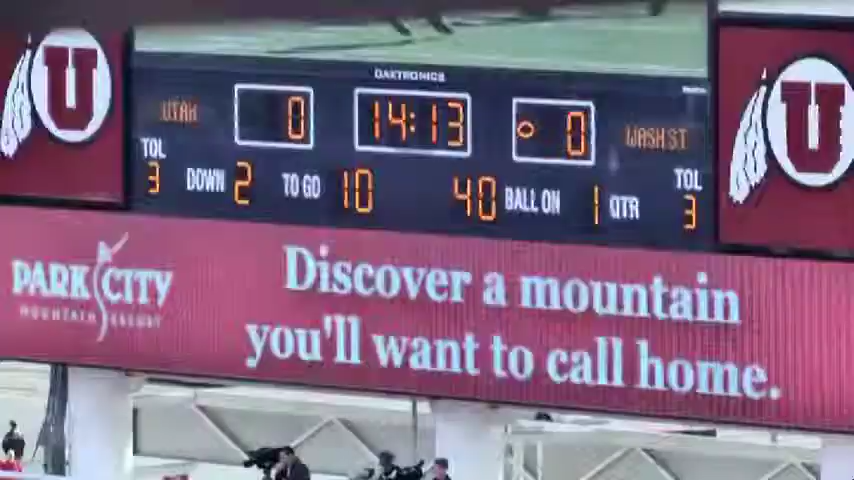 U
U
DAKTRONICS
UTAH 0 14:13 0 WASH ST
TOL 3 DOWN 2 TO GO 10 40 BALL ON 1 QTR TOL 3
PARK CITY
MOUNTAIN RESORT
Discover a mountain
you'll want to call home.